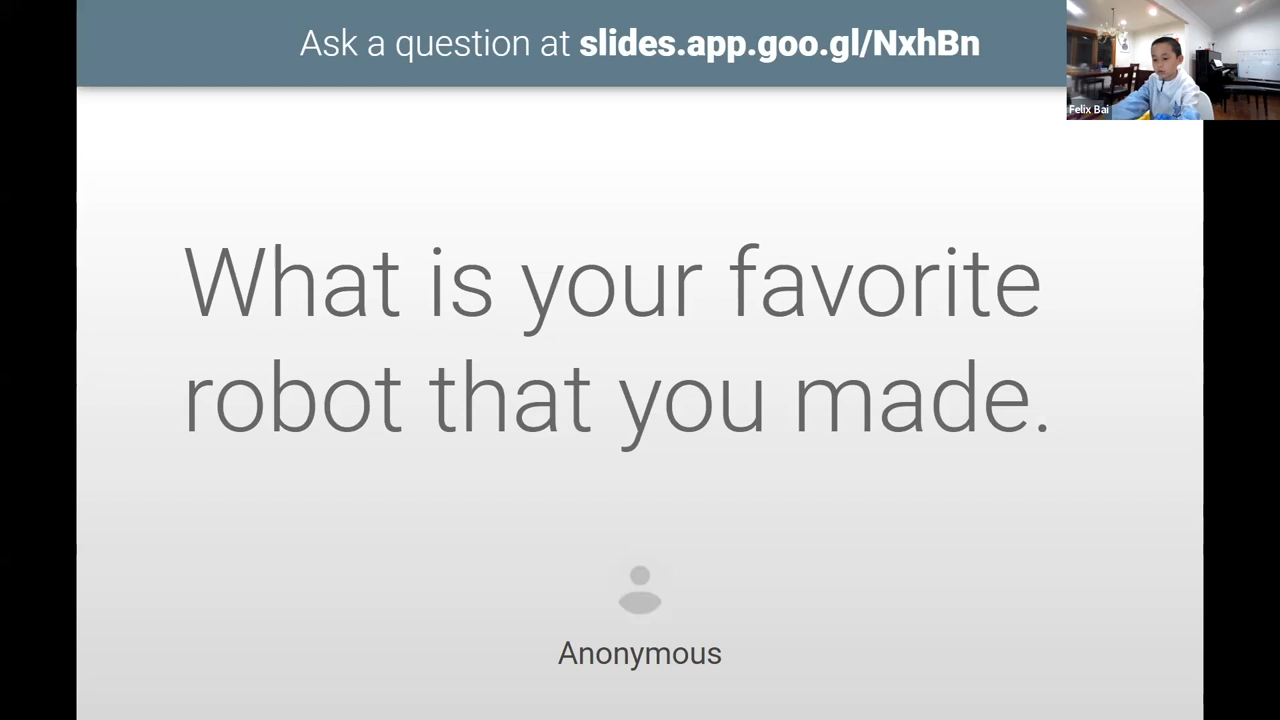 Ask a question at slides.app.goo.gl/NxhBn
Felix Bai
What is your favorite
robot that you made.
Anonymous